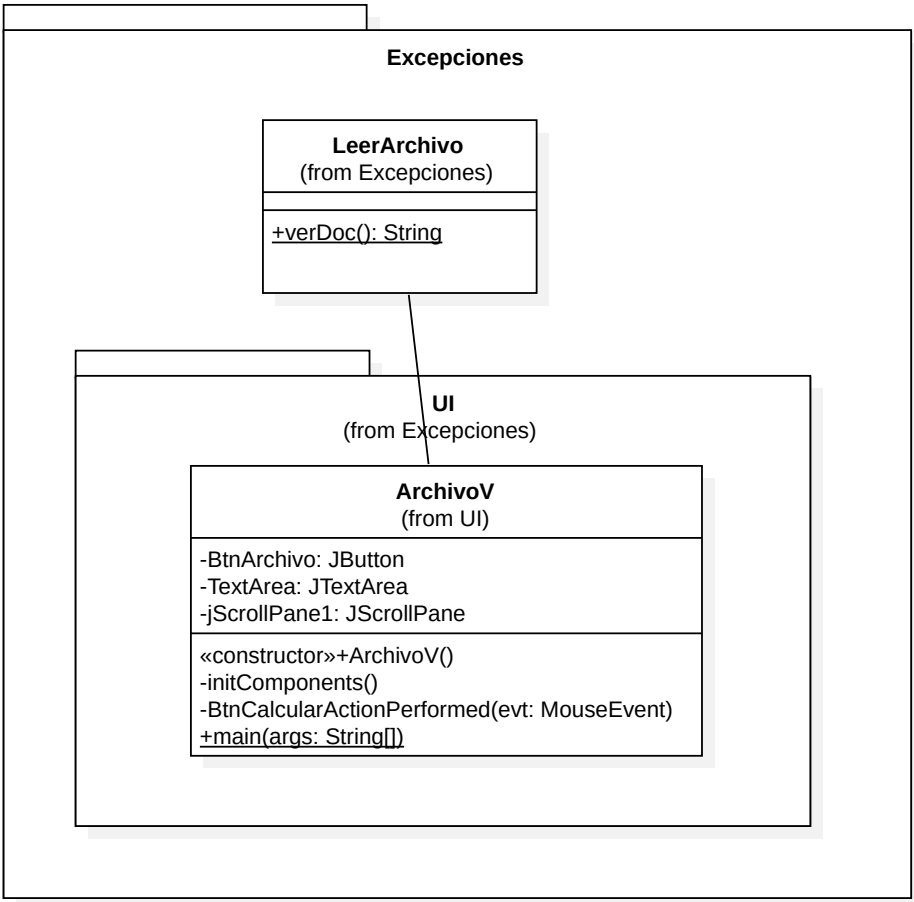 Excepciones
LeerArchivo
(from Excepciones)
+verDoc(): String
UI
(from Excepciones)
ArchivoV
(from UI)
-BtnArchivo: JButton
-TextArea: JTextArea
-jScrollPane1: JScrollPane
«constructor»+ArchivoV()
-initComponents()
-BtnCalcularActionPerformed(evt: MouseEvent)
+main(args: String[])